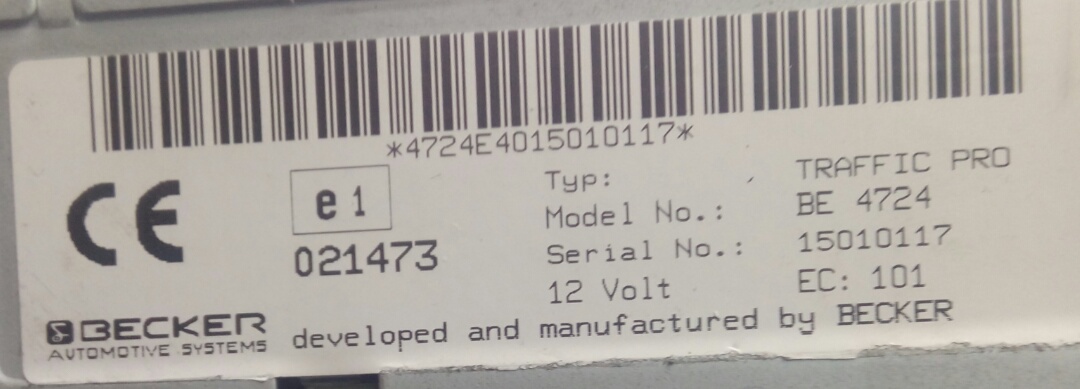 *4724E4015010117*
CE
e1
021473
Typ: TRAFFIC PRO
Model No.: BE 4724
Serial No.: 15010117
12 Volt EC: 101
BECKER
AUTOMOTIVE SYSTEMS
developed and manufactured by BECKER